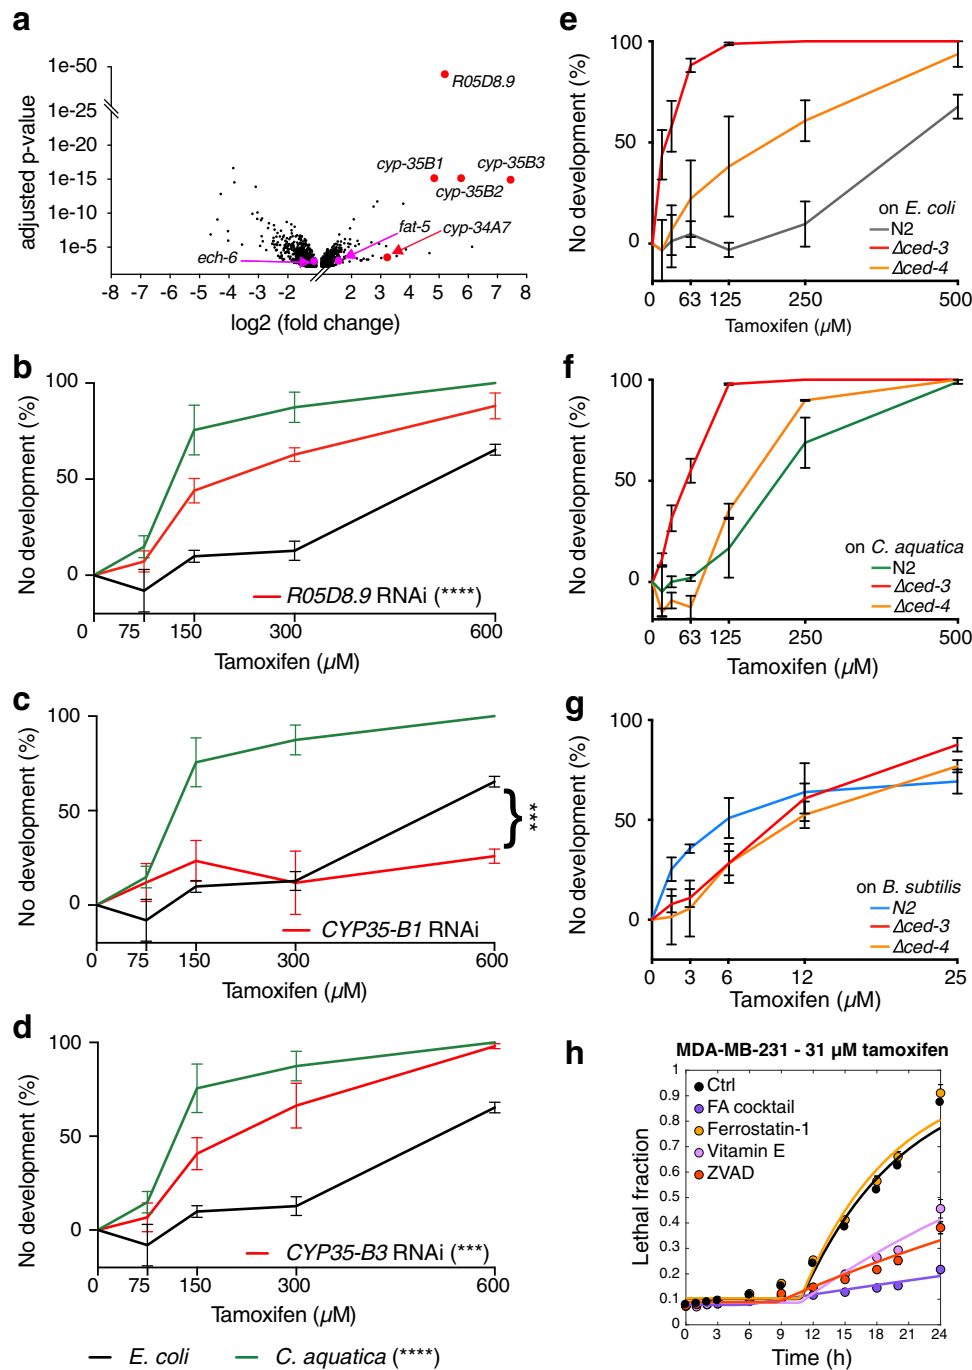 a
adjusted p-value
1e-50
1e-25
1e-20
1e-15
1e-10
1e-5
R05D8.9
cyp-35B1
cyp-35B3
cyp-35B2
fat-5
cyp-34A7
ech-6
-8 -7 -6 -5 -4 -2 2 4 5 6 7 8
log2 (fold change)
b
No development (%)
100
50
0
R05D8.9 RNAi (****)
0 75 150 300 600
Tamoxifen (µM)
c
No development (%)
100
50
0
***
CYP35-B1 RNAi
0 75 150 300 600
Tamoxifen (µM)
d
No development (%)
100
50
0
CYP35-B3 RNAi (***)
0 75 150 300 600
Tamoxifen (µM)
E. coli C. aquatica (****)
e
No development (%)
100
50
0
on E. coli
N2
Δced-3
Δced-4
0 63 125 250 500
Tamoxifen (µM)
f
No development (%)
100
50
0
on C. aquatica
N2
Δced-3
Δced-4
0 63 125 250 500
Tamoxifen (µM)
g
No development (%)
100
50
0
on B. subtilis
N2
Δced-3
Δced-4
0 3 6 12 25
Tamoxifen (µM)
h
MDA-MB-231 - 31 µM tamoxifen
Lethal fraction
1
0.9
0.8
0.7
0.6
0.5
0.4
0.3
0.2
0.1
0
Ctrl
FA cocktail
Ferrostatin-1
Vitamin E
ZVAD
0 3 6 9 12 15 18 21 24
Time (h)